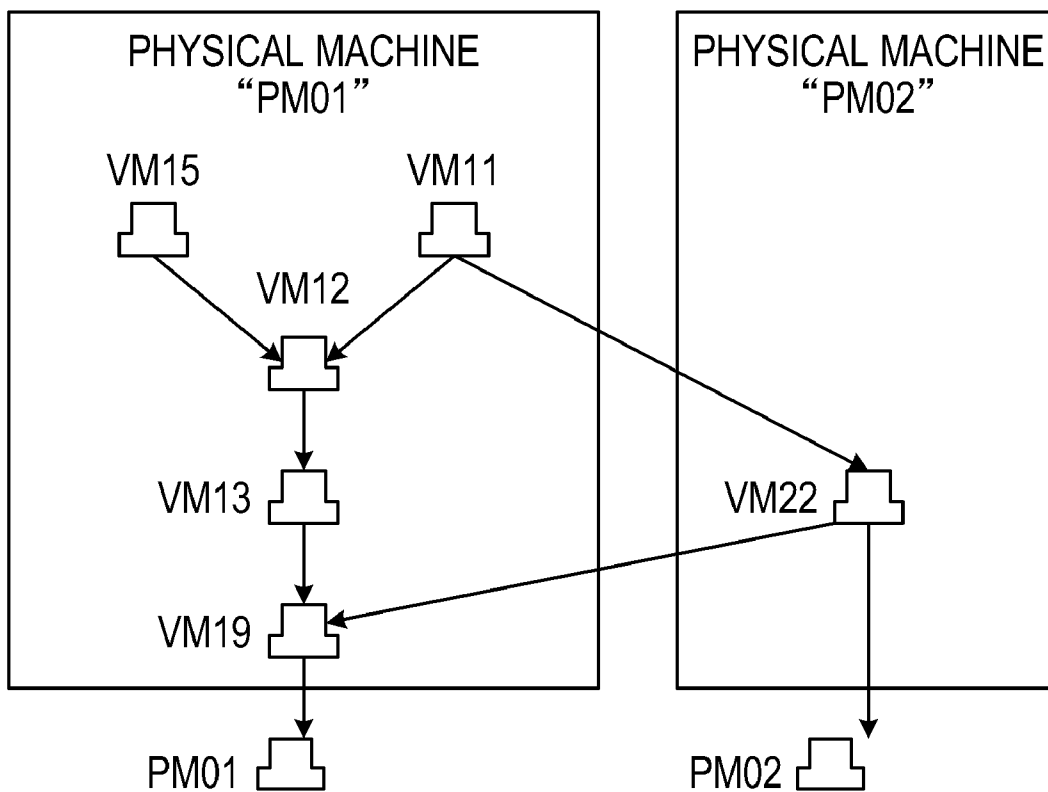 PHYSICAL MACHINE
“PM01”
PHYSICAL MACHINE
“PM02”
VM15
VM11
VM12
VM13
VM22
VM19
PM01
PM02